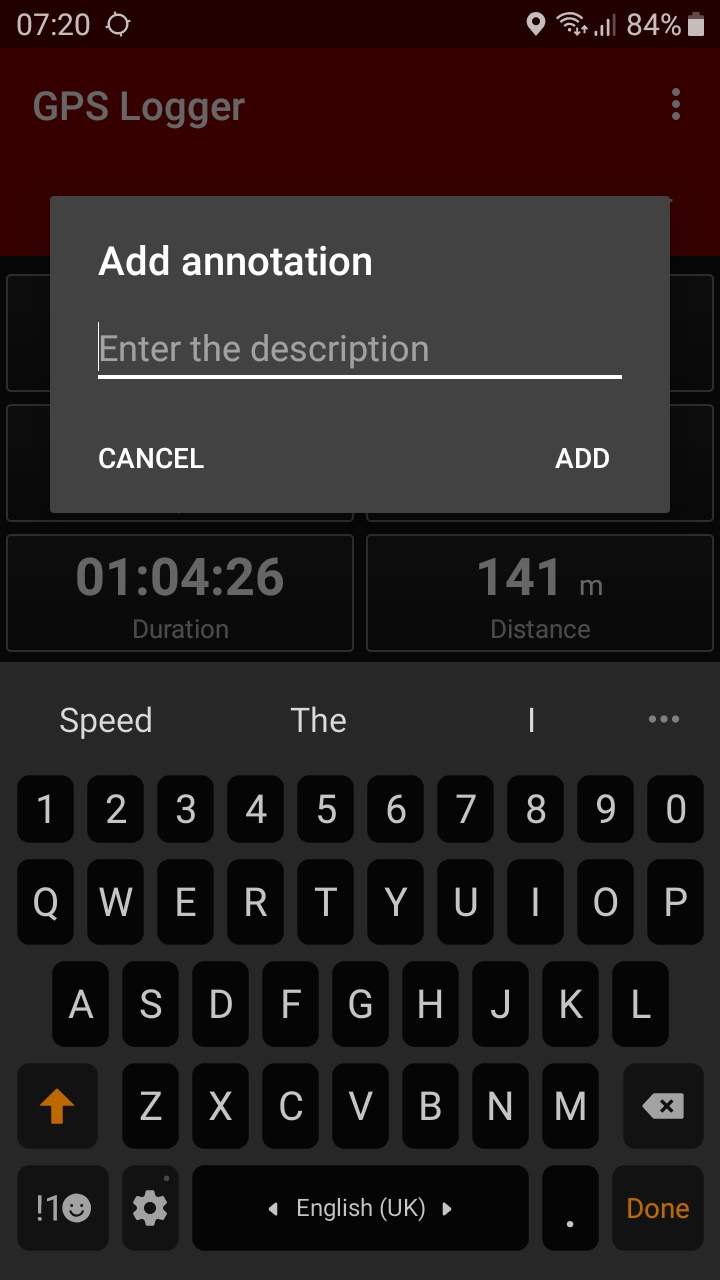 07:20 84%
GPS Logger
Add annotation
Enter the description
CANCEL ADD
01:04:26 141 m
Duration Distance
Speed The I
1 2 3 4 5 6 7 8 9 0
Q W E R T Y U I O P
A S D F G H J K L
Z X C V B N M
!1 English (UK) . Done